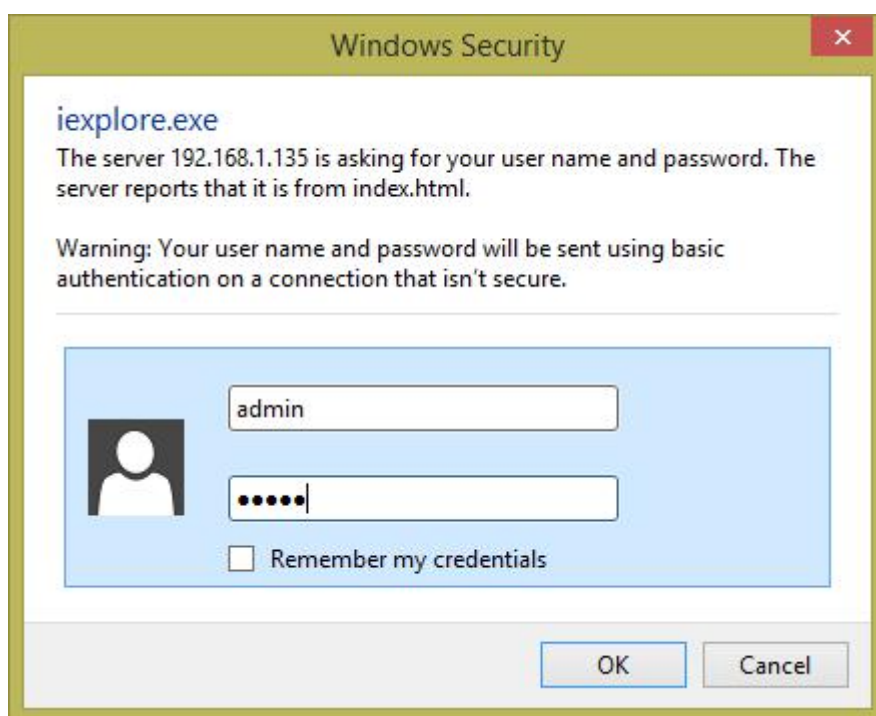 Windows Security
iexplore.exe
The server 192.168.1.135 is asking for your user name and password. The
server reports that it is from index.html.
Warning: Your user name and password will be sent using basic
authentication on a connection that isn't secure.
admin
•••••
Remember my credentials
OK
Cancel